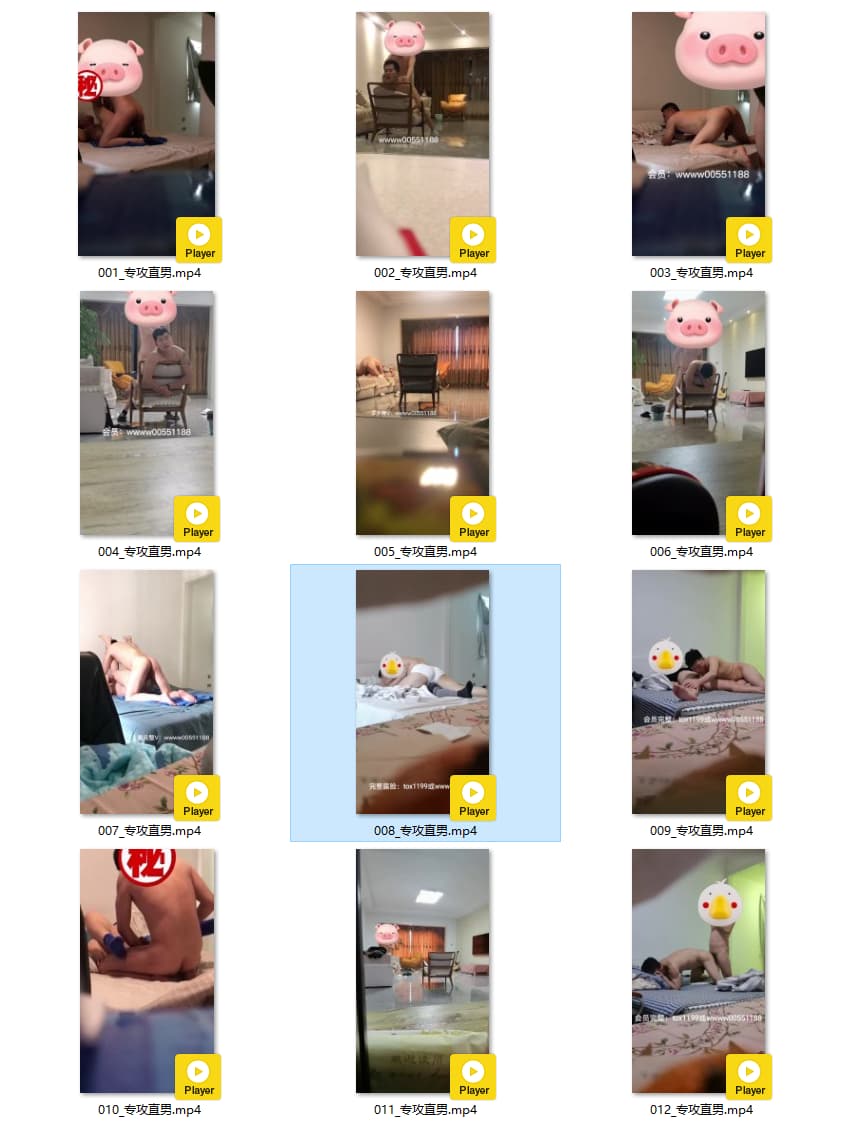 秘
wwww00551188
会员：wwww00551188
Player
Player
Player
001_专攻直男.mp4
002_专攻直男.mp4
003_专攻直男.mp4
会员：wwww00551188
wwww00551188
Player
Player
Player
004_专攻直男.mp4
005_专攻直男.mp4
006_专攻直男.mp4
会员完整：tox1199或wwww00551188
wwww00551188
完整露脸：tox1199或www
Player
Player
Player
007_专攻直男.mp4
008_专攻直男.mp4
009_专攻直男.mp4
秘
会员完整：tox1199或wwww00551188
Player
Player
Player
010_专攻直男.mp4
011_专攻直男.mp4
012_专攻直男.mp4